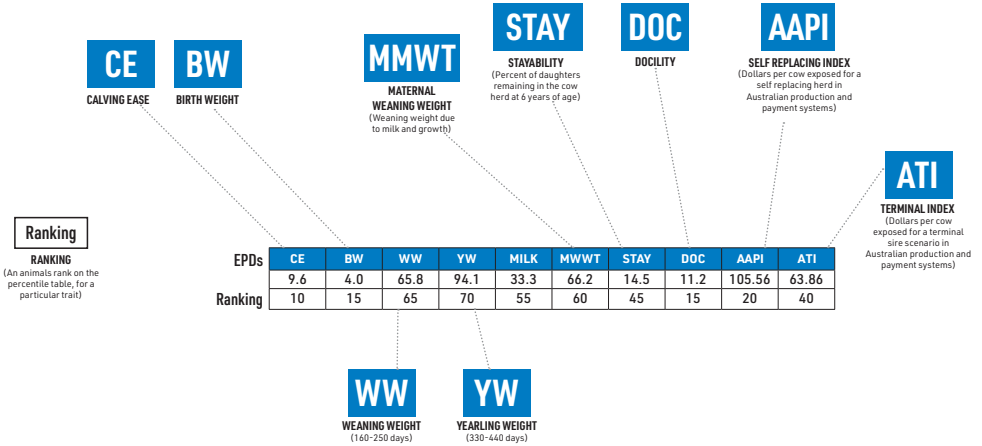 STAY
DOC
AAPI
CE
BW
MMWT
STAYABILITY
(Percent of daughters
remaining in the cow
herd at 6 years of age)
DOCILITY
SELF REPLACING INDEX
(Dollars per cow exposed for a
self replacing herd in
Australian production and
payment systems)
CALVING EASE
BIRTH WEIGHT
MATERNAL
WEANING WEIGHT
(Weaning weight due
to milk and growth)
ATI
TERMINAL INDEX
(Dollars per cow
exposed for a terminal
sire scenario in
Australian production and
payment systems)
Ranking
RANKING
(An animals rank on the
percentile table, for a
particular trait)
EPDs CE BW WW YW MILK MWWT STAY DOC AAPI ATI
9.6 4.0 65.8 94.1 33.3 66.2 14.5 11.2 105.56 63.86
Ranking 10 15 65 70 55 60 45 15 20 40
WW
WEANING WEIGHT
(160-250 days)
YW
YEARLING WEIGHT
(330-440 days)